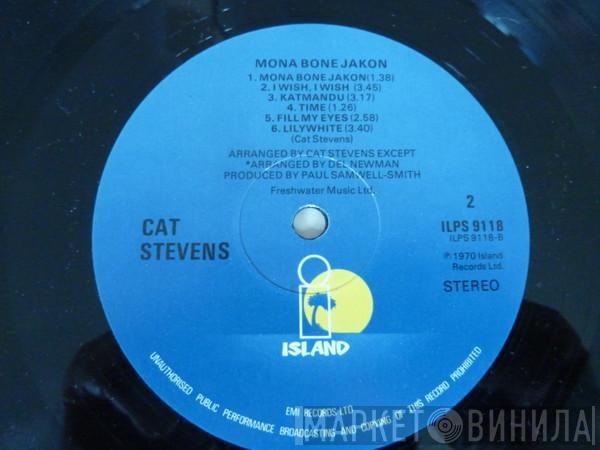 MONA BONE JAKON
1. MONA BONE JAKON (1.38)
2. I WISH, I WISH (3.45)
3. KATMANDU (3.17)
4. TIME (1.26)
5. FILL MY EYES (2.58)
6. LILYWHITE (3.40)
(Cat Stevens)
ARRANGED BY CAT STEVENS EXCEPT
*ARRANGED BY DEL NEWMAN
PRODUCED BY PAUL SAMWELL-SMITH
Freshwater Music Ltd.
CAT
STEVENS
2
ILPS 9118
ILPS 9118-B
℗ 1970 Island
Records Ltd.
STEREO
ISLAND
EMI RECORDS LTD.
UNAUTHORISED PUBLIC PERFORMANCE BROADCASTING AND COPYING OF THIS RECORD PROHIBITED
МАРКЕТ ВИНИЛА